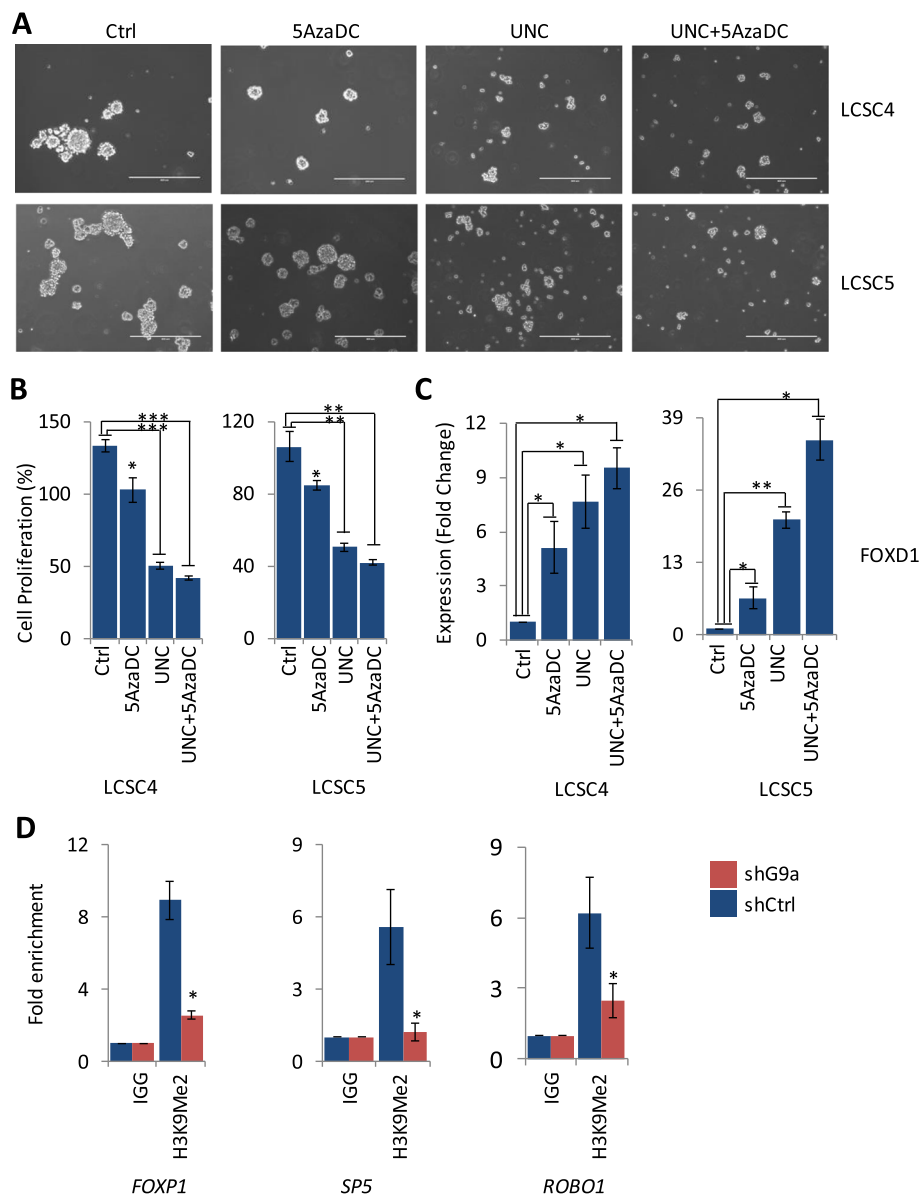 A
Ctrl 5AzaDC UNC UNC+5AzaDC
LCSC4
LCSC5
B
Cell Proliferation (%)
150
100
50
0
*** 
***
*
Ctrl 5AzaDC UNC UNC+5AzaDC
LCSC4
120
80
40
0
**
**
*
Ctrl 5AzaDC UNC UNC+5AzaDC
LCSC5
C
Expression (Fold Change)
12
9
6
3
0
*
*
*
Ctrl 5AzaDC UNC UNC+5AzaDC
LCSC4
39
26
13
0
*
**
*
Ctrl 5AzaDC UNC UNC+5AzaDC
LCSC5
FOXD1
D
Fold enrichment
12
8
4
0
*
IGG H3K9Me2
FOXP1
9
6
3
0
*
IGG H3K9Me2
SP5
9
6
3
0
*
IGG H3K9Me2
ROBO1
shG9a
shCtrl